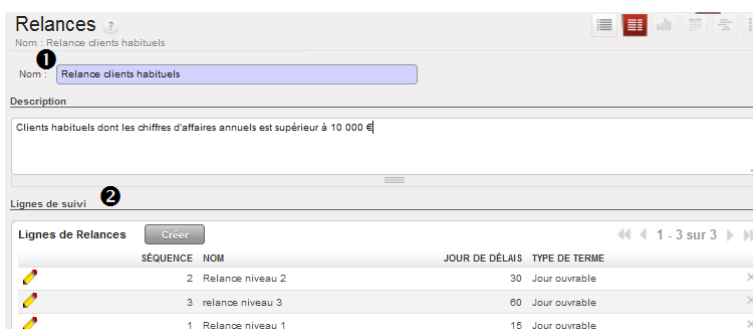 Relances ?
Nom : Relance clients habituels
1
Nom : Relance clients habituels
Description
Clients habituels dont les chiffres d'affaires annuels est supérieur à 10 000 €
Lignes de suivi 2
Lignes de Relances Créer 1 - 3 sur 3
SÉQUENCE NOM JOUR DE DÉLAIS TYPE DE TERME
2 Relance niveau 2 30 Jour ouvrable
3 relance niveau 3 60 Jour ouvrable
1 Relance niveau 1 15 Jour ouvrable